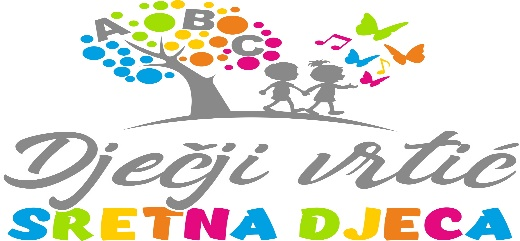 A B C
Dječji vrtić
SRETNA DJECA